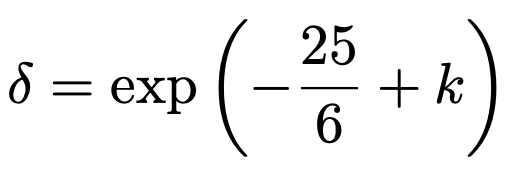 δ = exp(−25/6 + k)